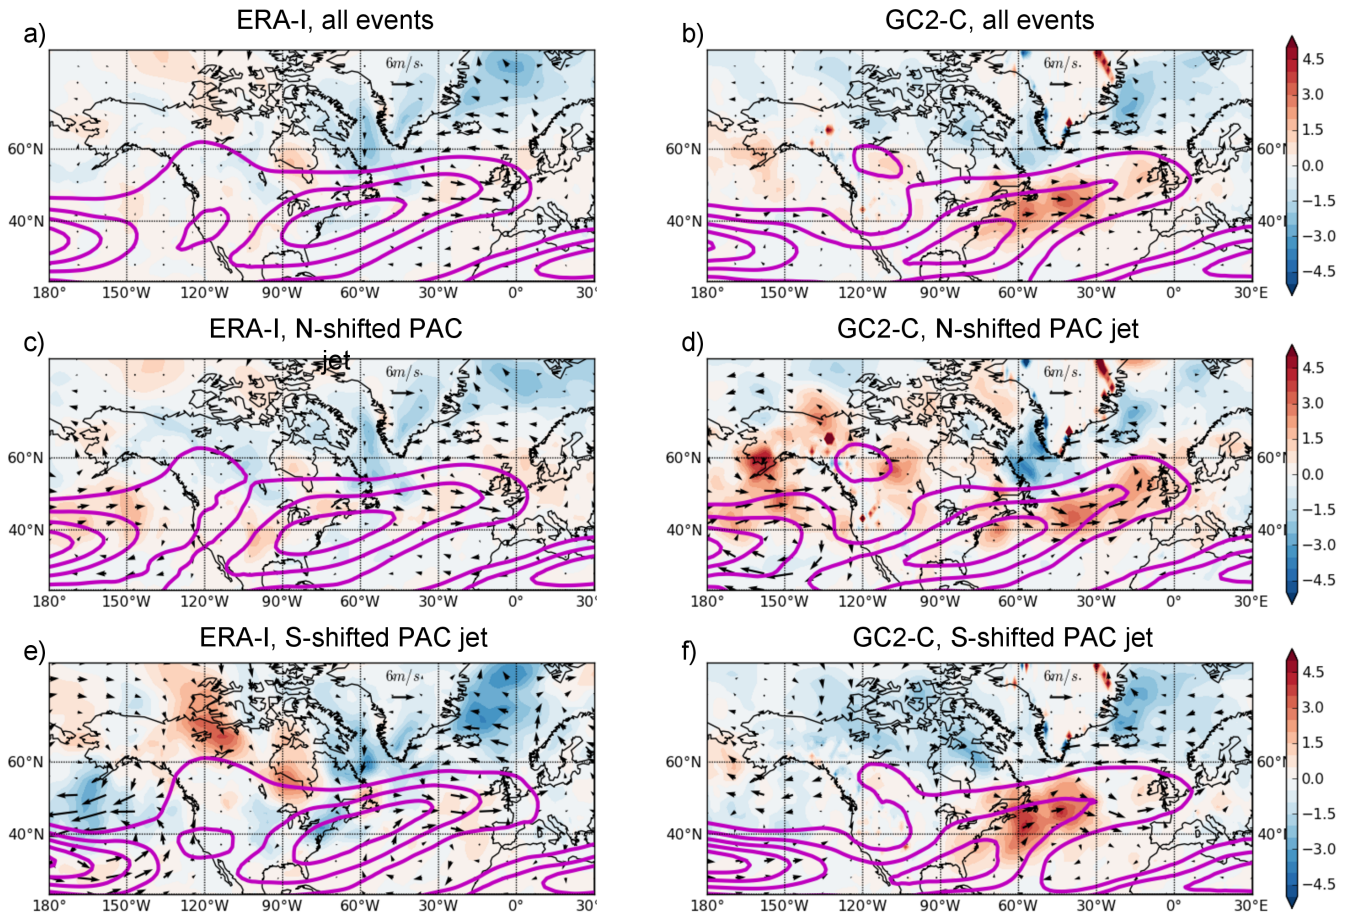 a) ERA-I, all events
b) GC2-C, all events
6m/s
6m/s
60°N
40°N
180° 150°W 120°W 90°W 60°W 30°W 0° 30°
60°N
40°N
180° 150°W 120°W 90°W 60°W 30°W 0° 30°E
4.5
3.0
1.5
0.0
−1.5
−3.0
−4.5
c) ERA-I, N-shifted PAC
jet
d) GC2-C, N-shifted PAC jet
6m/s
6m/s
60°N
40°N
180° 150°W 120°W 90°W 60°W 30°W 0° 30°
60°N
40°N
180° 150°W 120°W 90°W 60°W 30°W 0° 30°E
4.5
3.0
1.5
0.0
−1.5
−3.0
−4.5
e) ERA-I, S-shifted PAC jet
f) GC2-C, S-shifted PAC jet
6m/s
6m/s
60°N
40°N
180° 150°W 120°W 90°W 60°W 30°W 0° 30°
60°N
40°N
180° 150°W 120°W 90°W 60°W 30°W 0° 30°E
4.5
3.0
1.5
0.0
−1.5
−3.0
−4.5